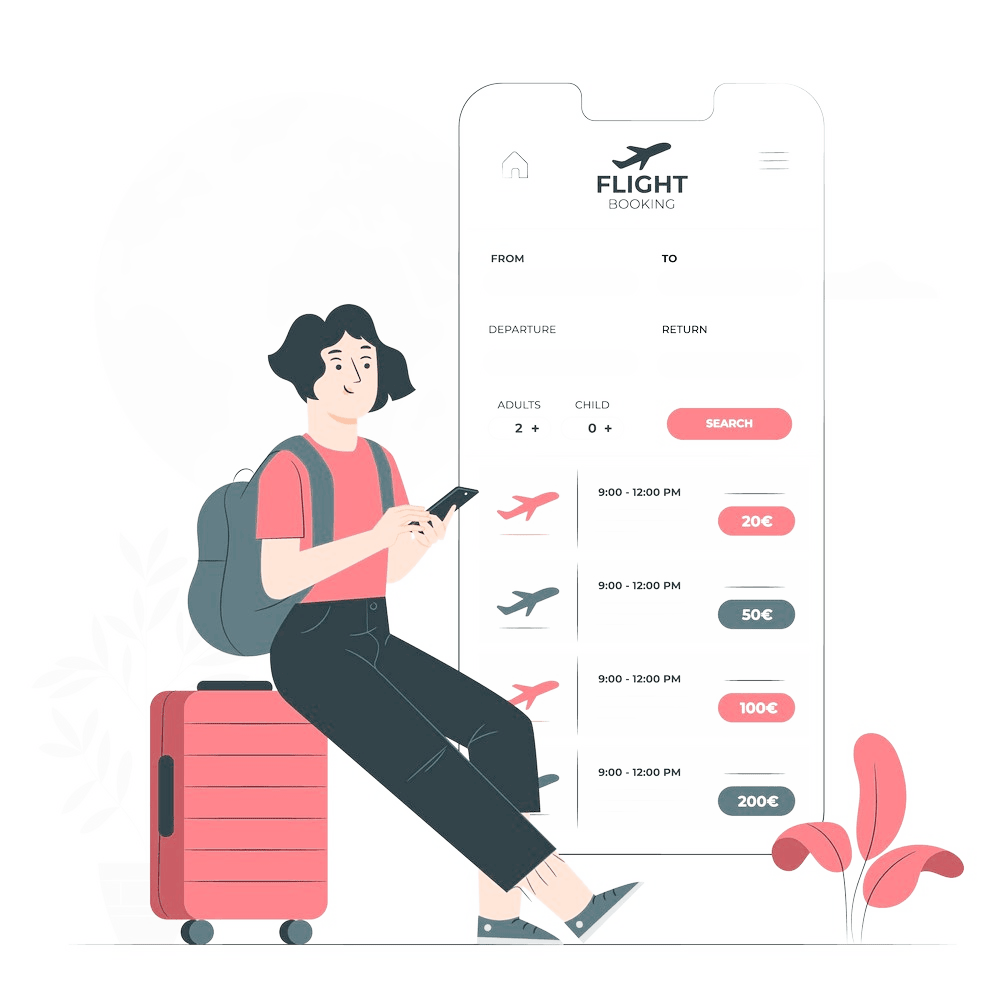 FLIGHT
BOOKING
FROM TO
DEPARTURE RETURN
ADULTS CHILD
2 + 0 + SEARCH
9:00 - 12:00 PM
20€
9:00 - 12:00 PM
50€
9:00 - 12:00 PM
100€
9:00 - 12:00 PM
200€